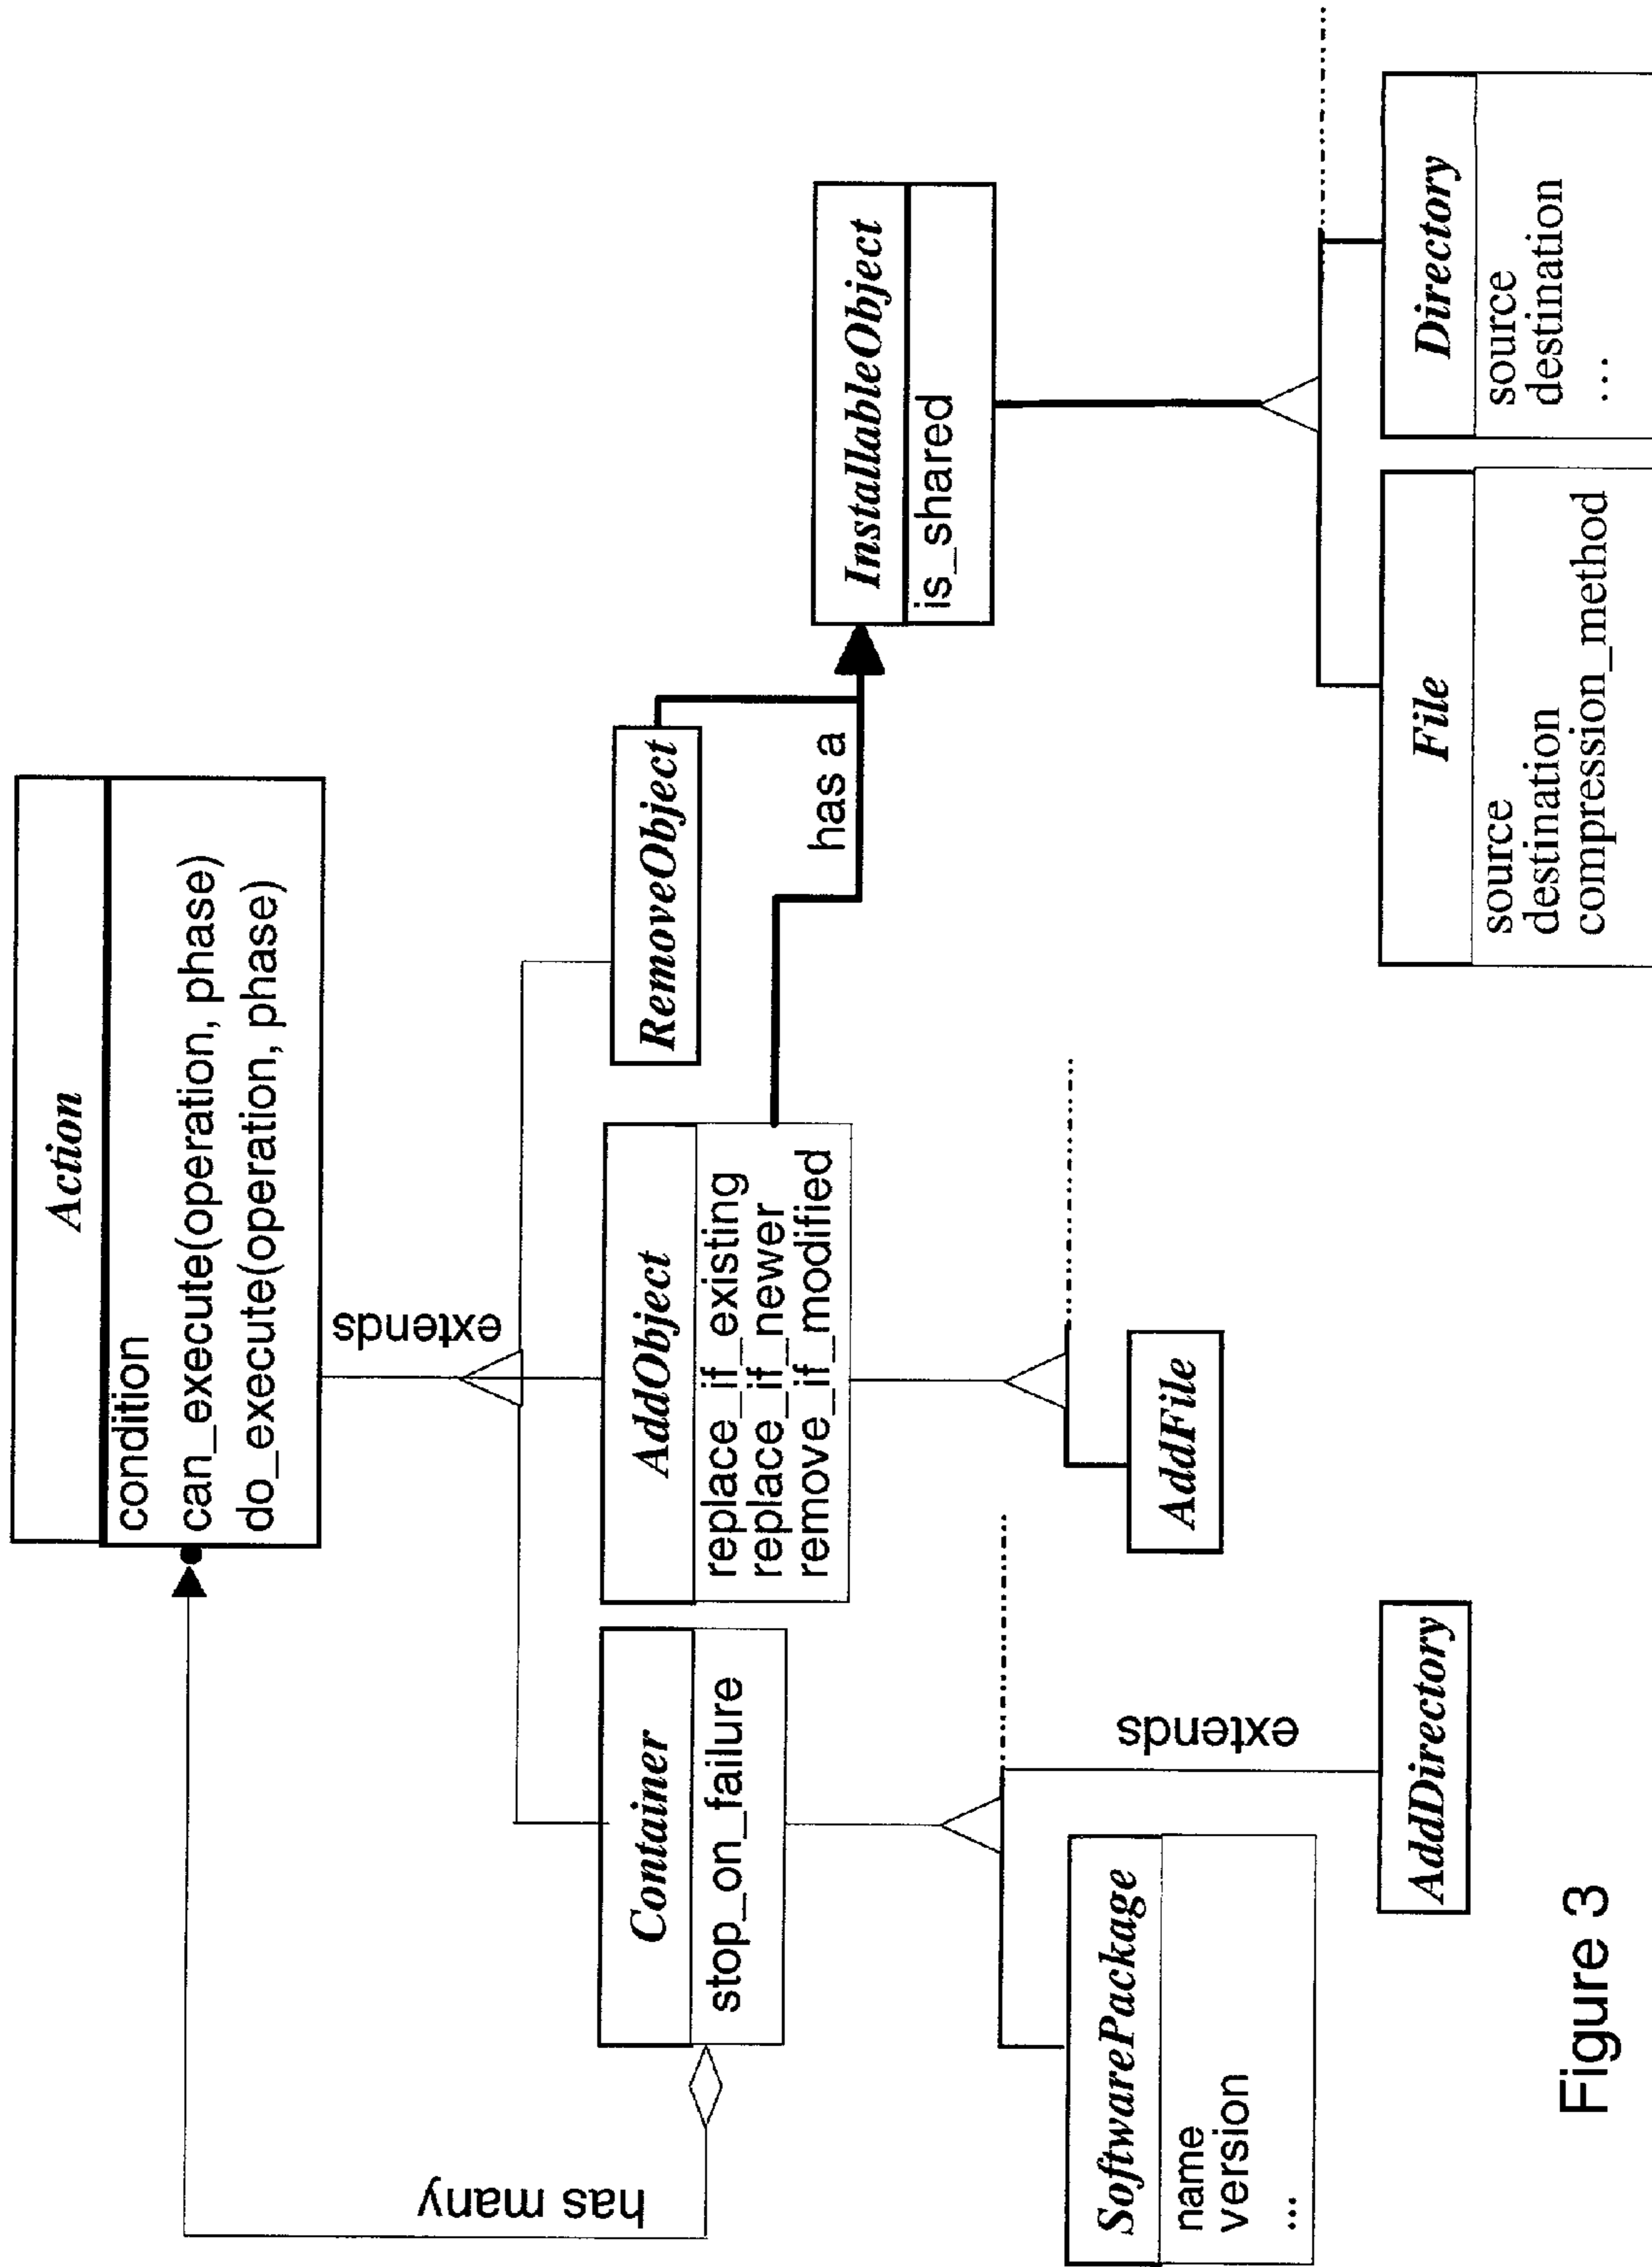 Action
condition
can_execute(operation, phase)
do_execute(operation, phase)
has many
extends
Container
stop_on_failure
AddObject
replace_if_existing
replace_if_newer
remove_if_modified
RemoveObject
has a
InstallableObject
is_shared
SoftwarePackage
name
version
...
extends
AddDirectory
AddFile
File
source
destination
compression_method
Directory
source
destination
...
Figure 3